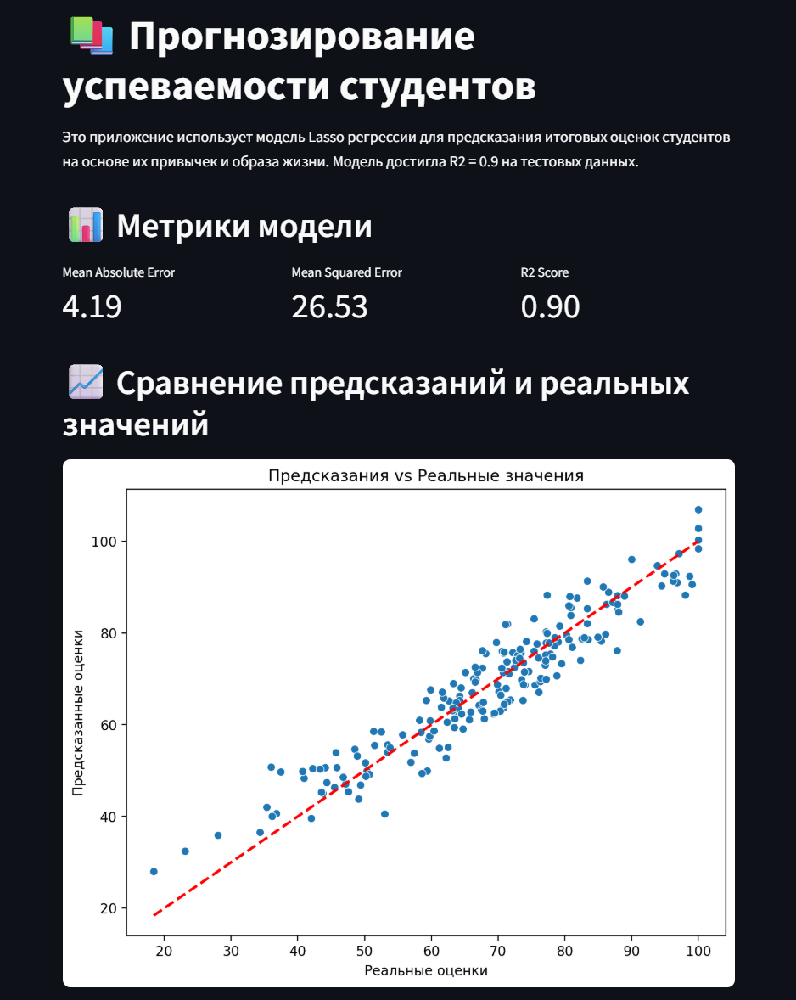 Прогнозирование
успеваемости студентов
Это приложение использует модель Lasso регрессии для предсказания итоговых оценок студентов
на основе их привычек и образа жизни. Модель достигла R2 = 0.9 на тестовых данных.
Метрики модели
Mean Absolute Error
4.19
Mean Squared Error
26.53
R2 Score
0.90
Сравнение предсказаний и реальных
значений
Предсказания vs Реальные значения
Предсказанные оценки
100
80
60
40
20
20 30 40 50 60 70 80 90 100
Реальные оценки